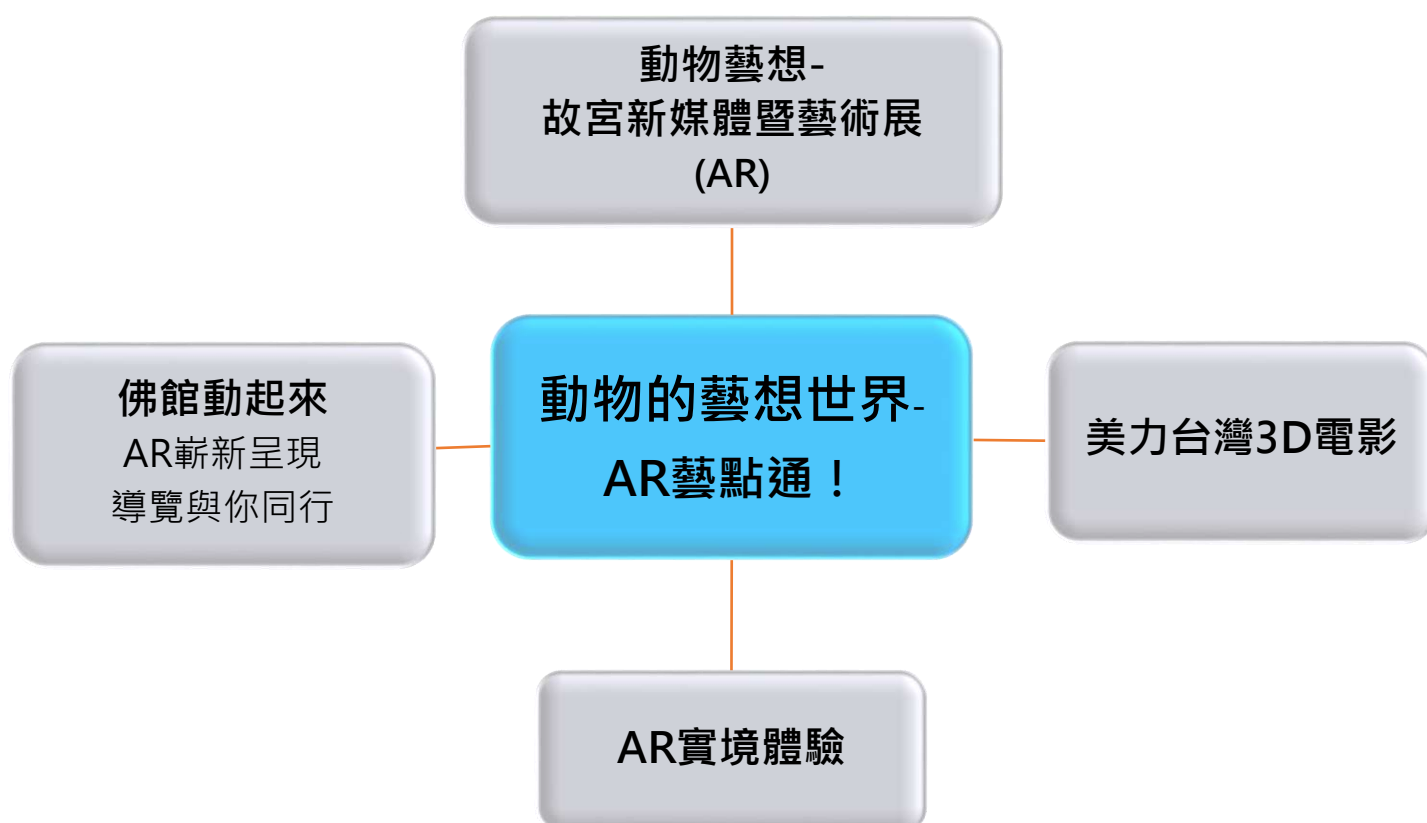 動物藝想-
故宮新媒體暨藝術展
(AR)
佛館動起來
AR嶄新呈現
導覽與你同行
動物的藝想世界-
AR藝點通！
美力台灣3D電影
AR實境體驗